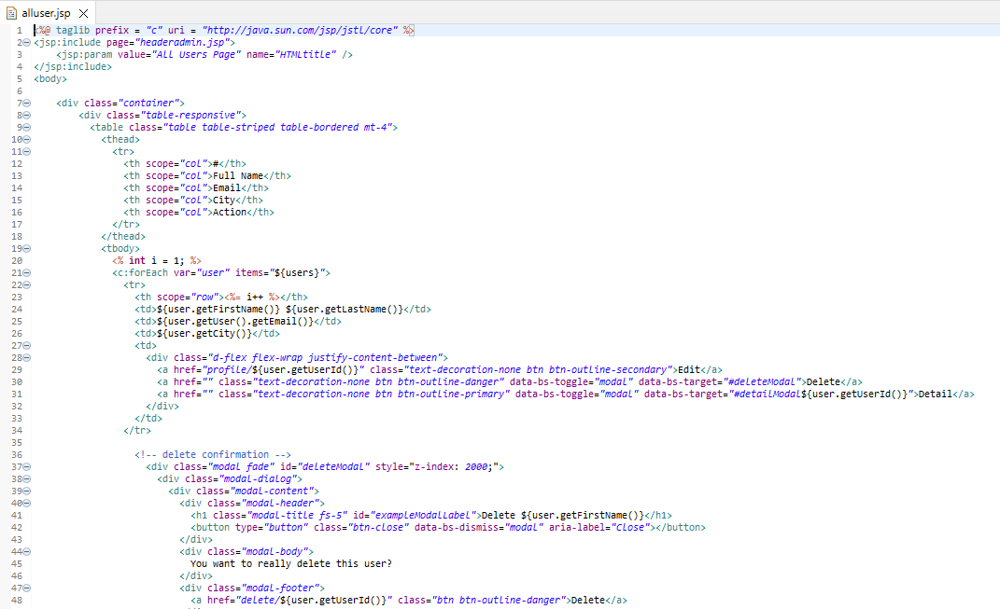 alluser.jsp
1 <%@ taglib prefix = "c" uri = "http://java.sun.com/jsp/jstl/core" %>
2 <jsp:include page="headeradmin.jsp">
3 <jsp:param value="All Users Page" name="HTMLtitle" />
4 </jsp:include>
5 <body>
6
7 <div class="container">
8 <div class="table-responsive">
9 <table class="table table-striped table-bordered mt-4">
10 <thead>
11 <tr>
12 <th scope="col">#</th>
13 <th scope="col">Full Name</th>
14 <th scope="col">Email</th>
15 <th scope="col">City</th>
16 <th scope="col">Action</th>
17 </tr>
18 </thead>
19 <tbody>
20 <% int i = 1; %>
21 <c:forEach var="user" items="${users}">
22 <tr>
23 <th scope="row"><%= i++ %></th>
24 <td>${user.getFirstName()} ${user.getLastName()}</td>
25 <td>${user.getUser().getEmail()}</td>
26 <td>${user.getCity()}</td>
27 <td>
28 <div class="d-flex flex-wrap justify-content-between">
29 <a href="profile/${user.getUserId()}" class="text-decoration-none btn btn-outline-secondary">Edit</a>
30 <a href="" class="text-decoration-none btn btn-outline-danger" data-bs-toggle="modal" data-bs-target="#deleteModal">Delete</a>
31 <a href="" class="text-decoration-none btn btn-outline-primary" data-bs-toggle="modal" data-bs-target="#detailModal${user.getUserId()}">Detail</a>
32 </div>
33 </td>
34 </tr>
35
36 <!-- delete confirmation -->
37 <div class="modal fade" id="deleteModal" style="z-index: 2000;">
38 <div class="modal-dialog">
39 <div class="modal-content">
40 <div class="modal-header">
41 <h1 class="modal-title fs-5" id="exampleModalLabel">Delete ${user.getFirstName()}</h1>
42 <button type="button" class="btn-close" data-bs-dismiss="modal" aria-label="Close"></button>
43 </div>
44 <div class="modal-body">
45 You want to really delete this user?
46 </div>
47 <div class="modal-footer">
48 <a href="delete/${user.getUserId()}" class="btn btn-outline-danger">Delete</a>